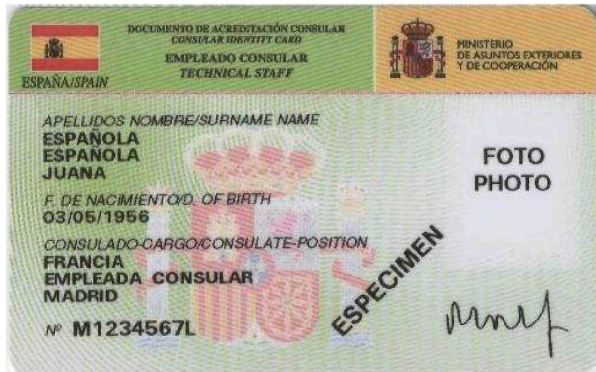 DOCUMENTO DE ACREDITACIÓN CONSULAR
CONSULAR IDENTITY CARD
EMPLEADO CONSULAR
TECHNICAL STAFF
ESPAÑA/SPAIN
MINISTERIO
DE ASUNTOS EXTERIORES
Y DE COOPERACIÓN
APELLIDOS NOMBRE/SURNAME NAME
ESPAÑOLA
ESPAÑOLA
JUANA
F. DE NACIMIENTO/D. OF BIRTH
03/05/1956
CONSULADO-CARGO/CONSULATE-POSITION
FRANCIA
EMPLEADA CONSULAR
MADRID
Nº M1234567L
FOTO
PHOTO
ESPECIMEN